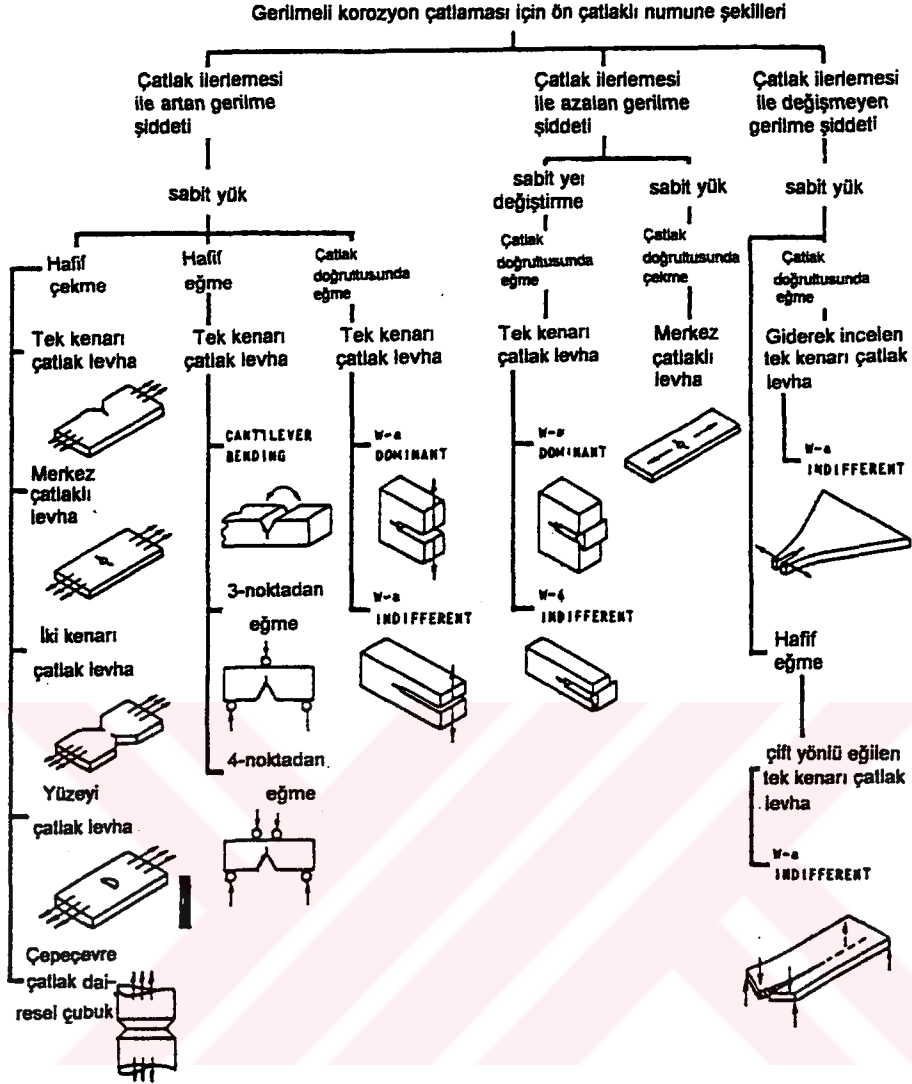 Gerilmeli korozyon çatlaması için ön çatlaklı numune şekilleri
Çatlak ilerlemesi
ile artan gerilme
şiddeti
sabit yük
Hafif
çekme
Tek kenarı
çatlak levha
Merkez
çatlaklı
levha
İki kenarı
çatlak levha
Yüzeyi
çatlak levha
Çepeçevre
çatlak dai-
resel çubuk
Hafif
eğme
Tek kenarı
çatlak levha
CANTILEVER
BENDING
3-noktadan
eğme
4-noktadan
eğme
Çatlak
doğrultusunda
eğme
Tek kenarı
çatlak levha
W-a
DOMINANT
W-a
INDIFFERENT
Çatlak ilerlemesi
ile azalan gerilme
şiddeti
sabit yer
değiştirme
Çatlak
doğrultusunda
eğme
Tek kenarı
çatlak levha
DOMINANT
INDIFFERENT
sabit yük
Çatlak
doğrultusunda
çekme
Merkez
çatlaklı
levha
Çatlak ilerlemesi
ile değişmeyen
gerilme şiddeti
sabit yük
Çatlak
doğrultusunda
eğme
Giderek incelen
tek kenarı çatlak
levha
W-a
INDIFFERENT
Hafif
eğme
çift yönlü eğilen
tek kenarı çatlak
levha
W-a
INDIFFERENT